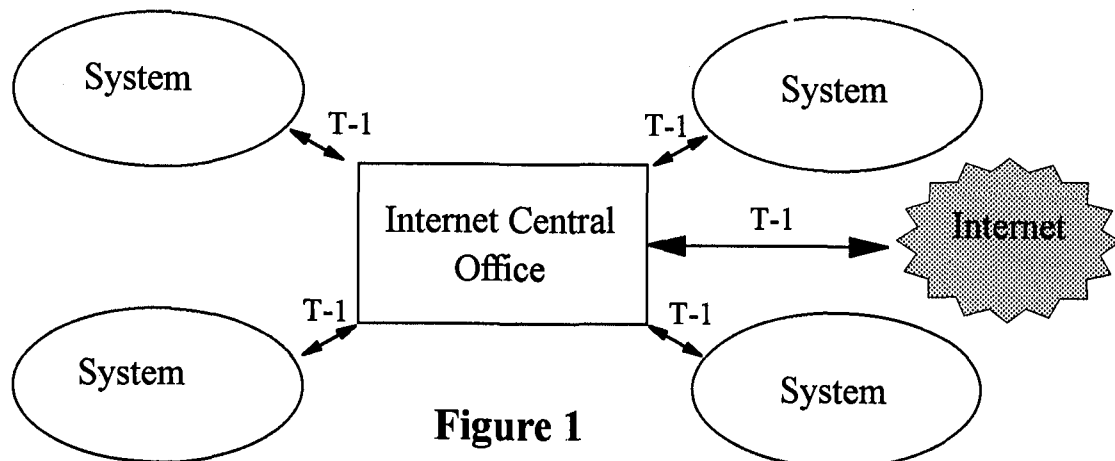 System
System
T-1
T-1
Internet Central
Office
T-1
Internet
T-1
T-1
System
System
Figure 1